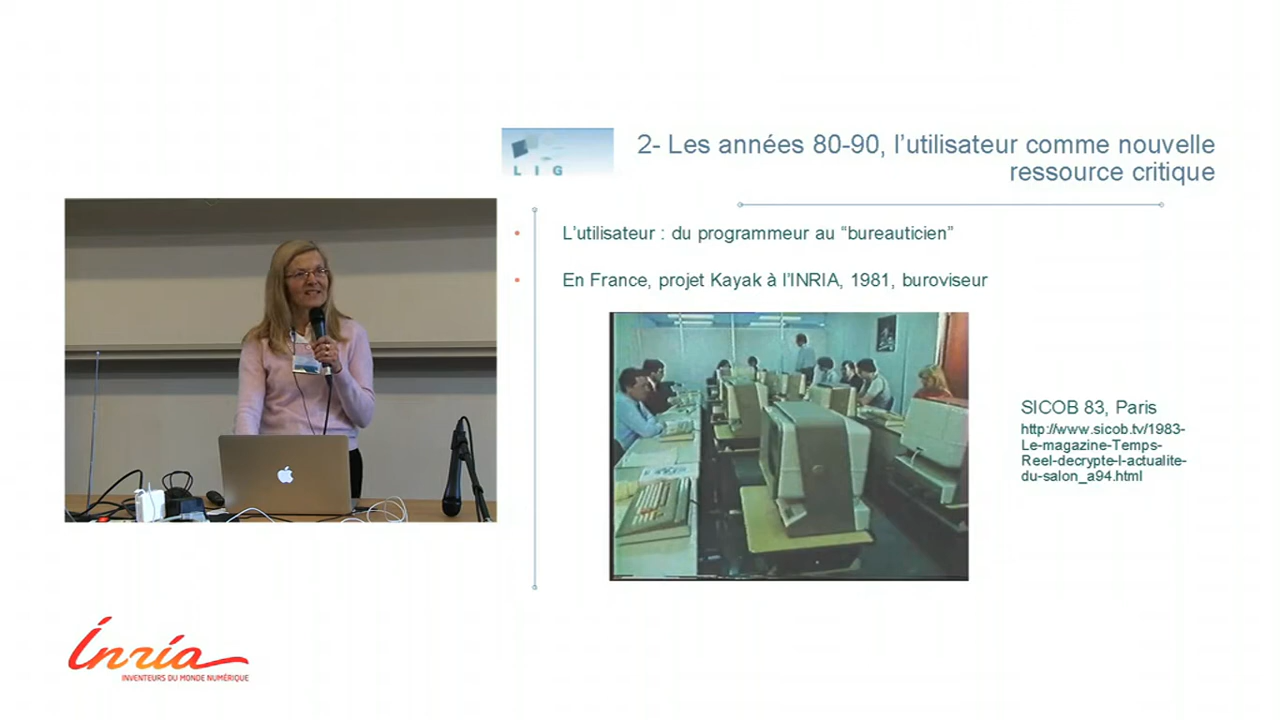 2- Les années 80-90, l’utilisateur comme nouvelle
ressource critique
L I G
• L’utilisateur : du programmeur au “bureauticien”
• En France, projet Kayak à l’INRIA, 1981, buroviseur
SICOB 83, Paris
http://www.sicob.tv/1983-
Le-magazine-Temps-
Reel-decrypte-l-actualite-
du-salon_a94.html
inria
INVENTEURS DU MONDE NUMÉRIQUE